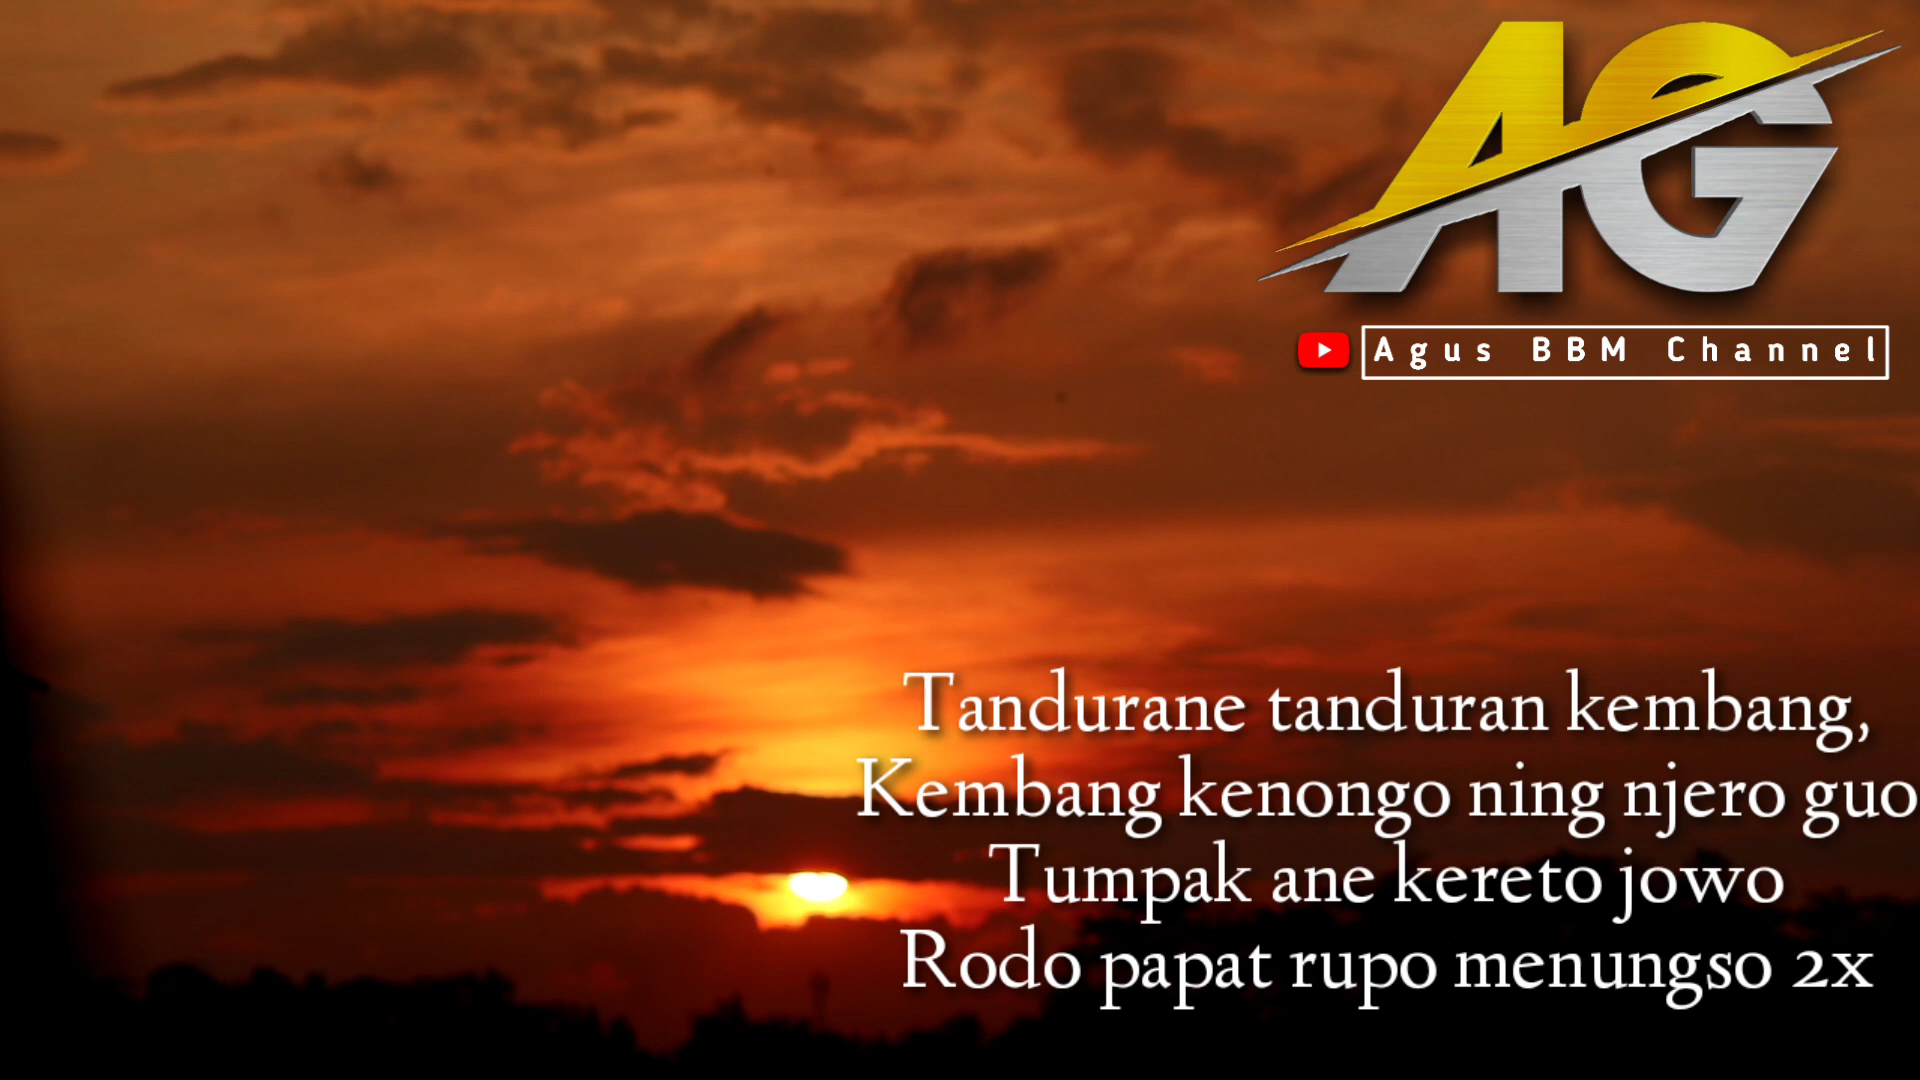 AG
Agus BBM Channel
Tandurane tanduran kembang,
Kembang kenongo ning njero guo
Tumpak ane kereto jowo
Rodo papat rupo menungso 2x